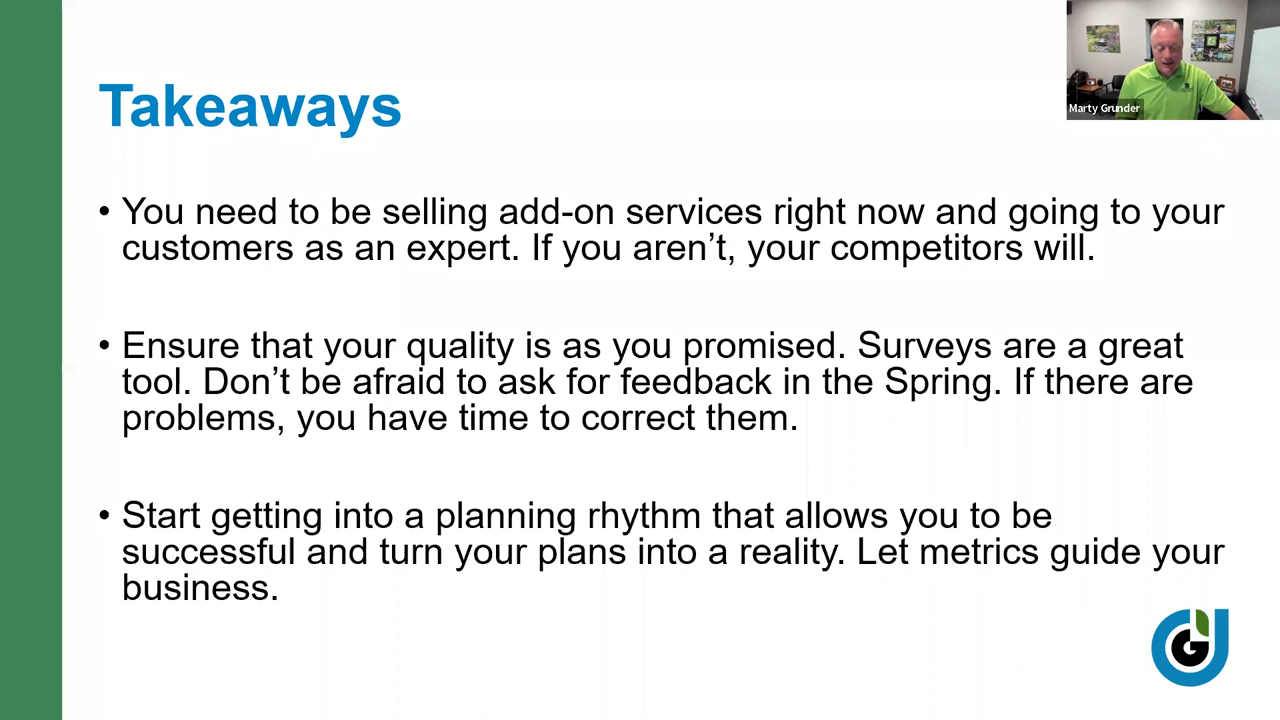 Marty Grunder
Takeaways
• You need to be selling add-on services right now and going to your
customers as an expert. If you aren’t, your competitors will.
• Ensure that your quality is as you promised. Surveys are a great
tool. Don’t be afraid to ask for feedback in the Spring. If there are
problems, you have time to correct them.
• Start getting into a planning rhythm that allows you to be
successful and turn your plans into a reality. Let metrics guide your
business.
G